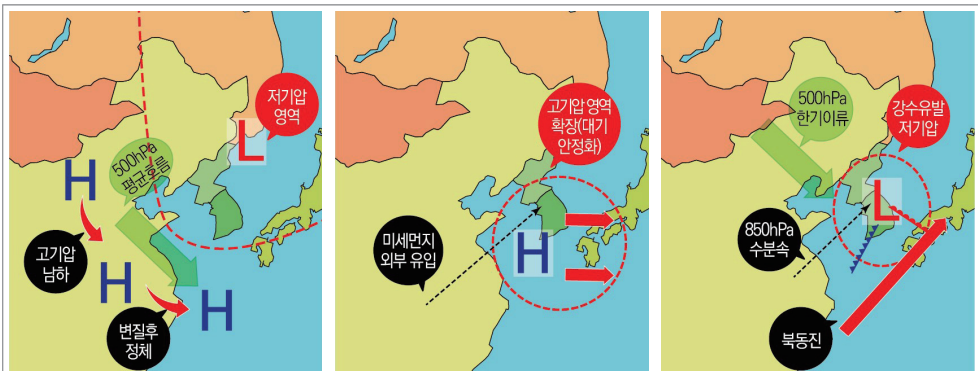 저기압
영역
L
500hPa
평균흐름
H
고기압
남하
H
H
변질후
정체
고기압 영역
확장(대기
안정화)
미세먼지
외부 유입
H
500hPa
한기이류
강수유발
저기압
L
850hPa
수분속
북동진